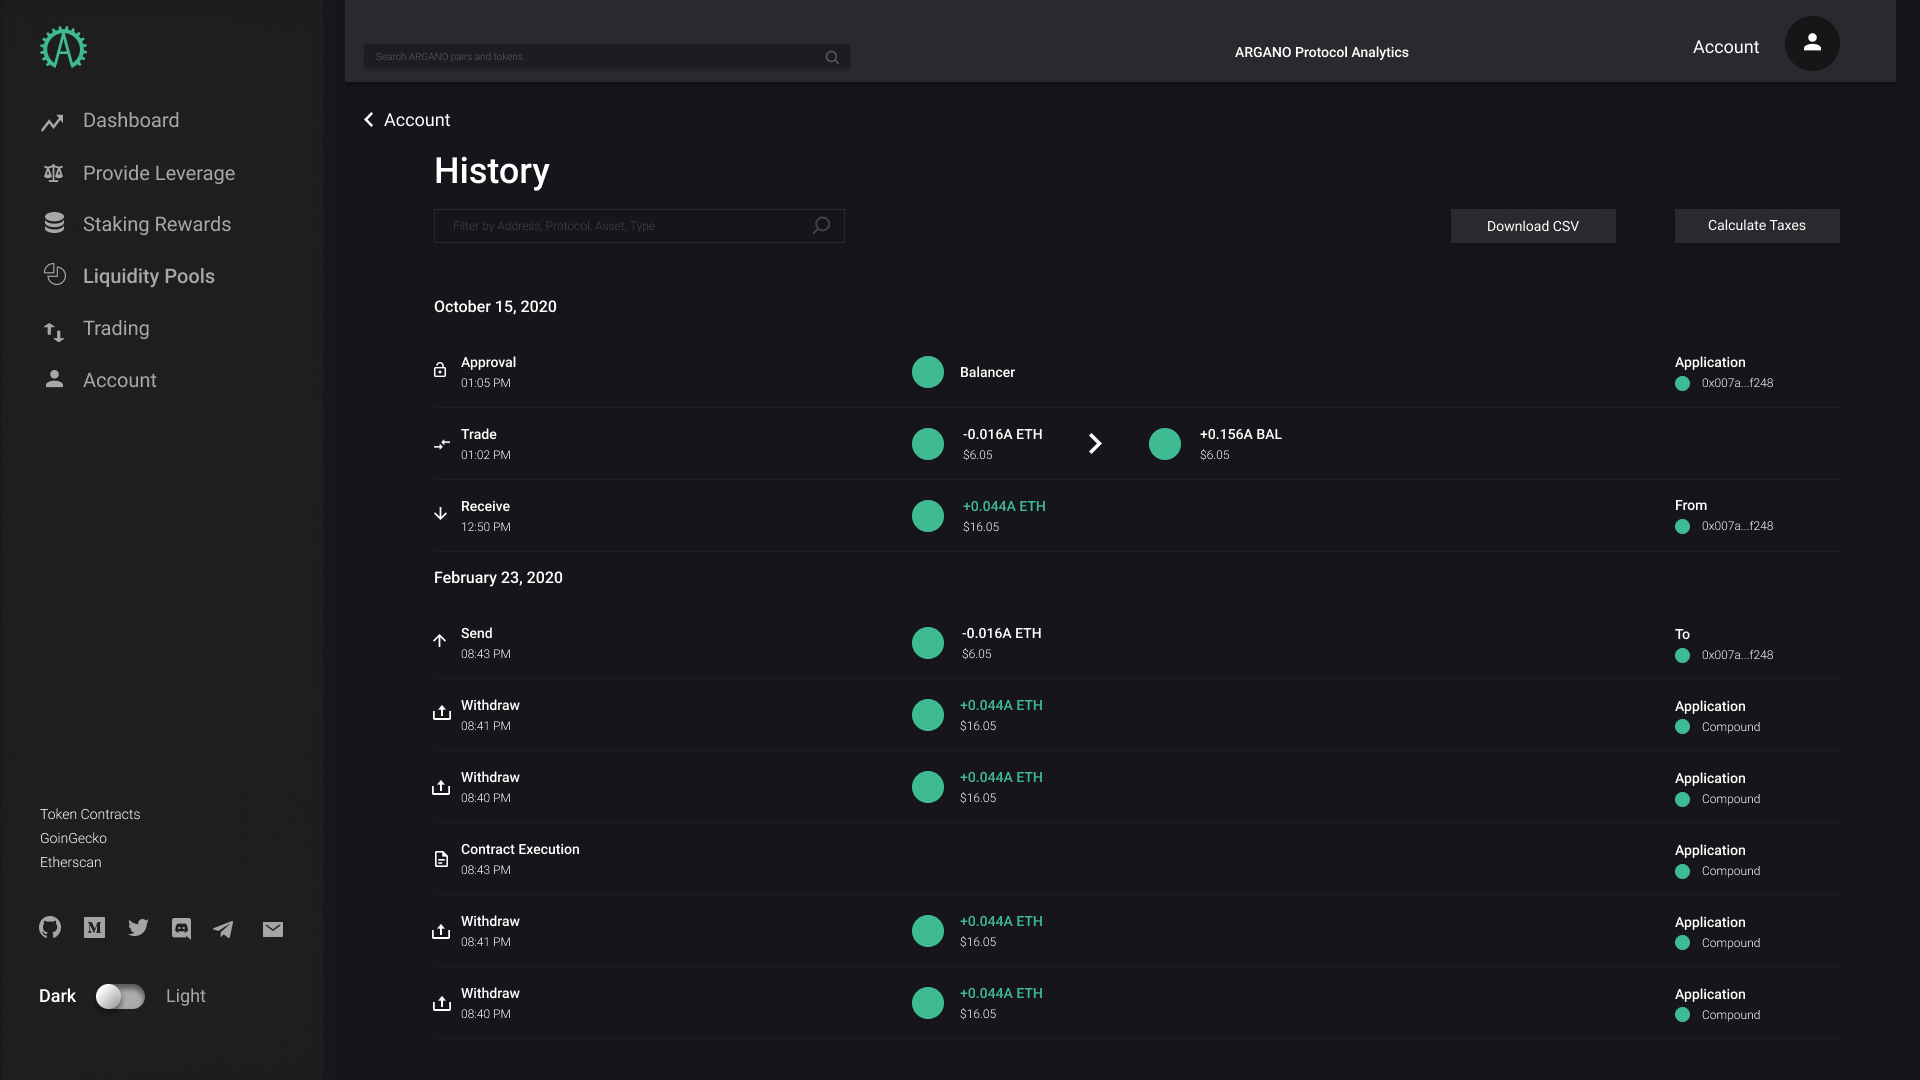 Dashboard
Provide Leverage
Staking Rewards
Liquidity Pools
Trading
Account
Token Contracts
GoinGecko
Etherscan
Dark
Light
Search ARGANO pairs and tokens...
ARGANO Protocol Analytics
Account
Account
History
Filter by Address, Protocol, Asset, Type
Download CSV
Calculate Taxes
October 15, 2020
Approval
01:05 PM
Balancer
Application
0x007a...f248
Trade
01:02 PM
-0.016A ETH
$6.05
+0.156A BAL
$6.05
Receive
12:50 PM
+0.044A ETH
$16.05
From
0x007a...f248
February 23, 2020
Send
08:43 PM
-0.016A ETH
$6.05
To
0x007a...f248
Withdraw
08:41 PM
+0.044A ETH
$16.05
Application
Compound
Withdraw
08:40 PM
+0.044A ETH
$16.05
Application
Compound
Contract Execution
08:43 PM
Application
Compound
Withdraw
08:41 PM
+0.044A ETH
$16.05
Application
Compound
Withdraw
08:40 PM
+0.044A ETH
$16.05
Application
Compound